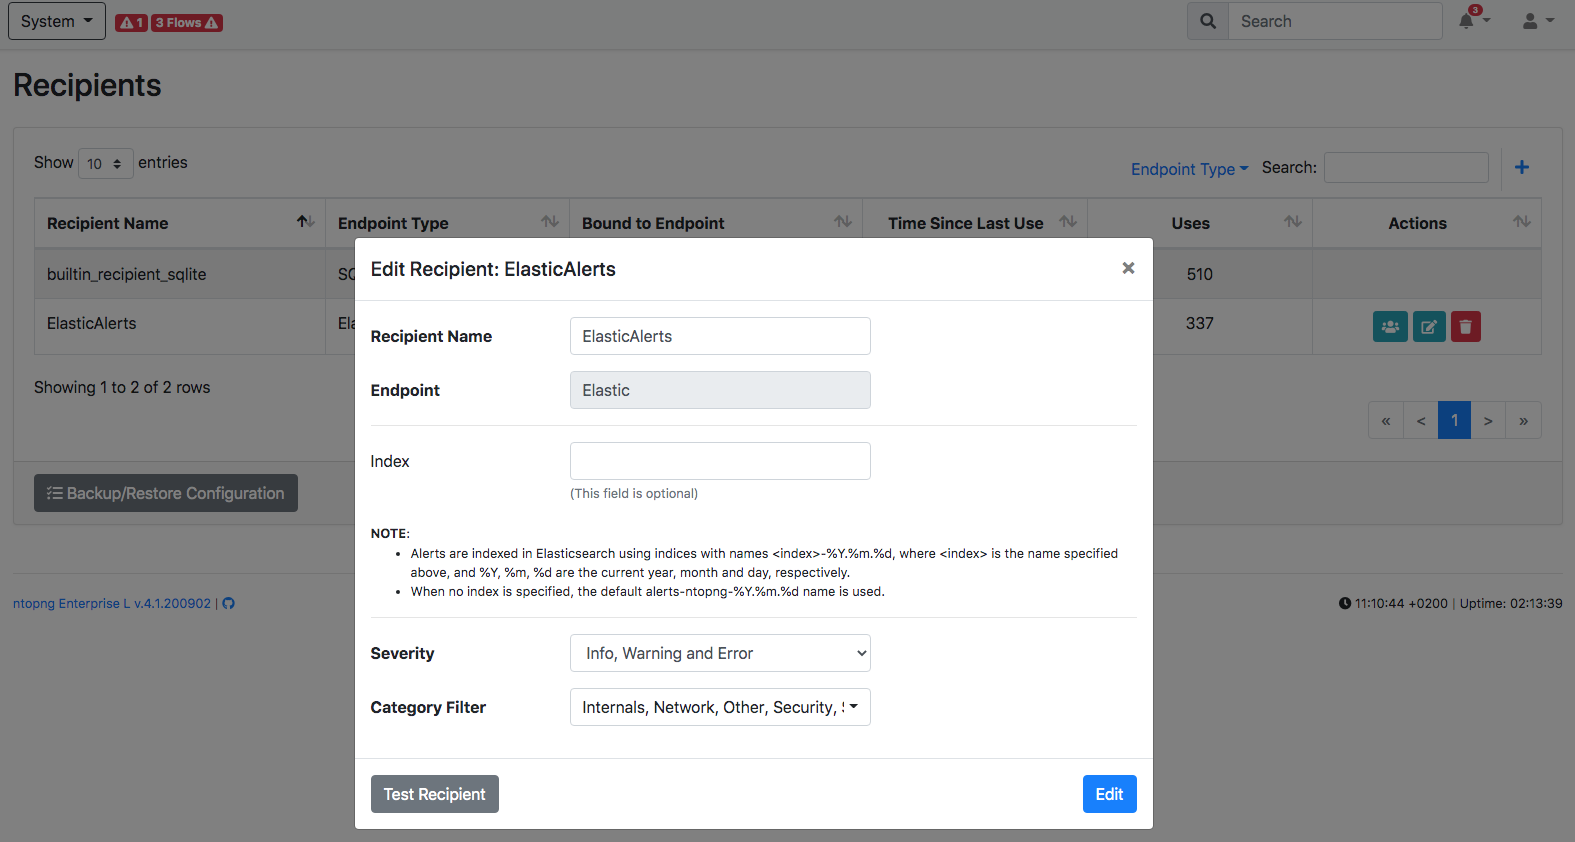 System
1
3 Flows
Search
3
Recipients
Show 10 entries
Endpoint Type
Search:
Recipient Name
Endpoint Type
Bound to Endpoint
Time Since Last Use
Uses
Actions
builtin_recipient_sqlite
510
ElasticAlerts
337
Showing 1 to 2 of 2 rows
« < 1 > »
Backup/Restore Configuration
ntopng Enterprise L v.4.1.200902 |
11:10:44 +0200 | Uptime: 02:13:39
Edit Recipient: ElasticAlerts
×
Recipient Name
ElasticAlerts
Endpoint
Elastic
Index
(This field is optional)
NOTE:
• Alerts are indexed in Elasticsearch using indices with names <index>-%Y.%m.%d, where <index> is the name specified
above, and %Y, %m, %d are the current year, month and day, respectively.
• When no index is specified, the default alerts-ntopng-%Y.%m.%d name is used.
Severity
Info, Warning and Error
Category Filter
Internals, Network, Other, Security,
Test Recipient
Edit